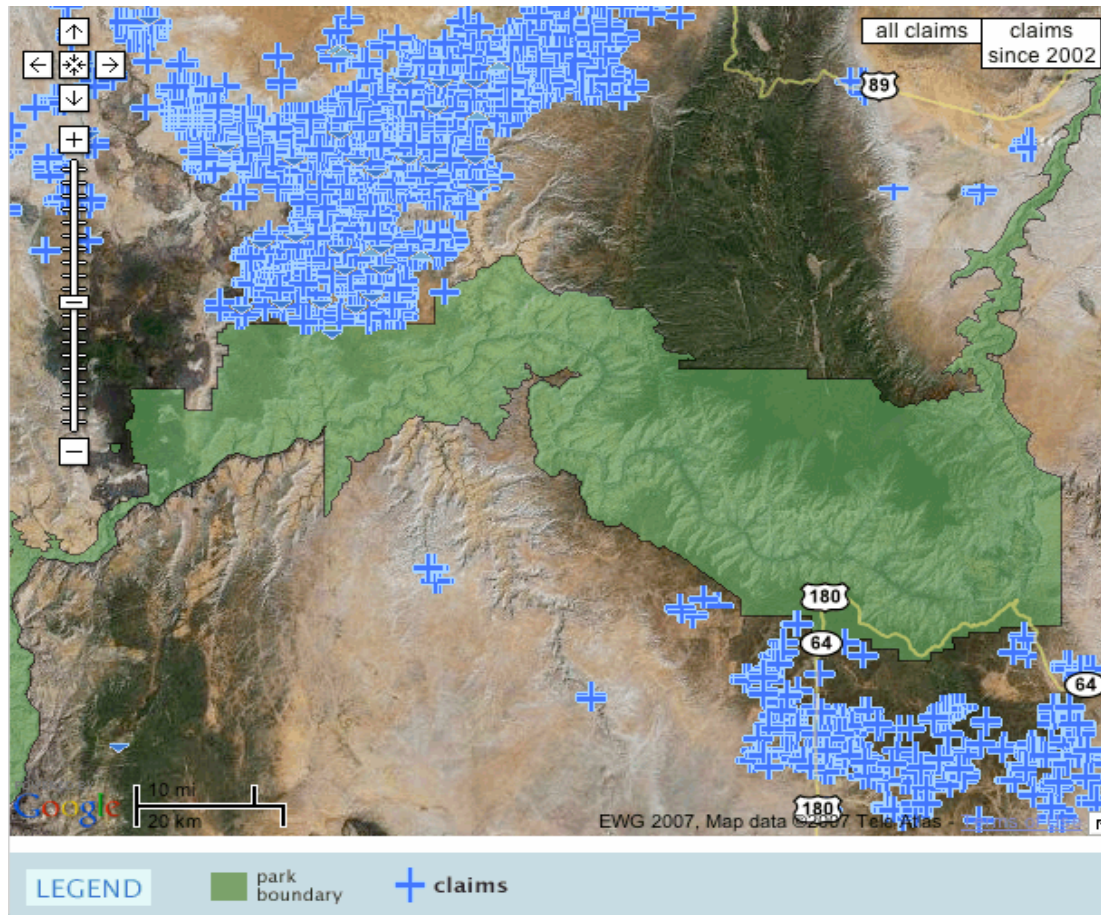 all claims
claims
since 2002
89
180
64
64
10 mi
20 km
Google
180
EWG 2007, Map data ©2007 Tele Atlas -
LEGEND
park
boundary
claims